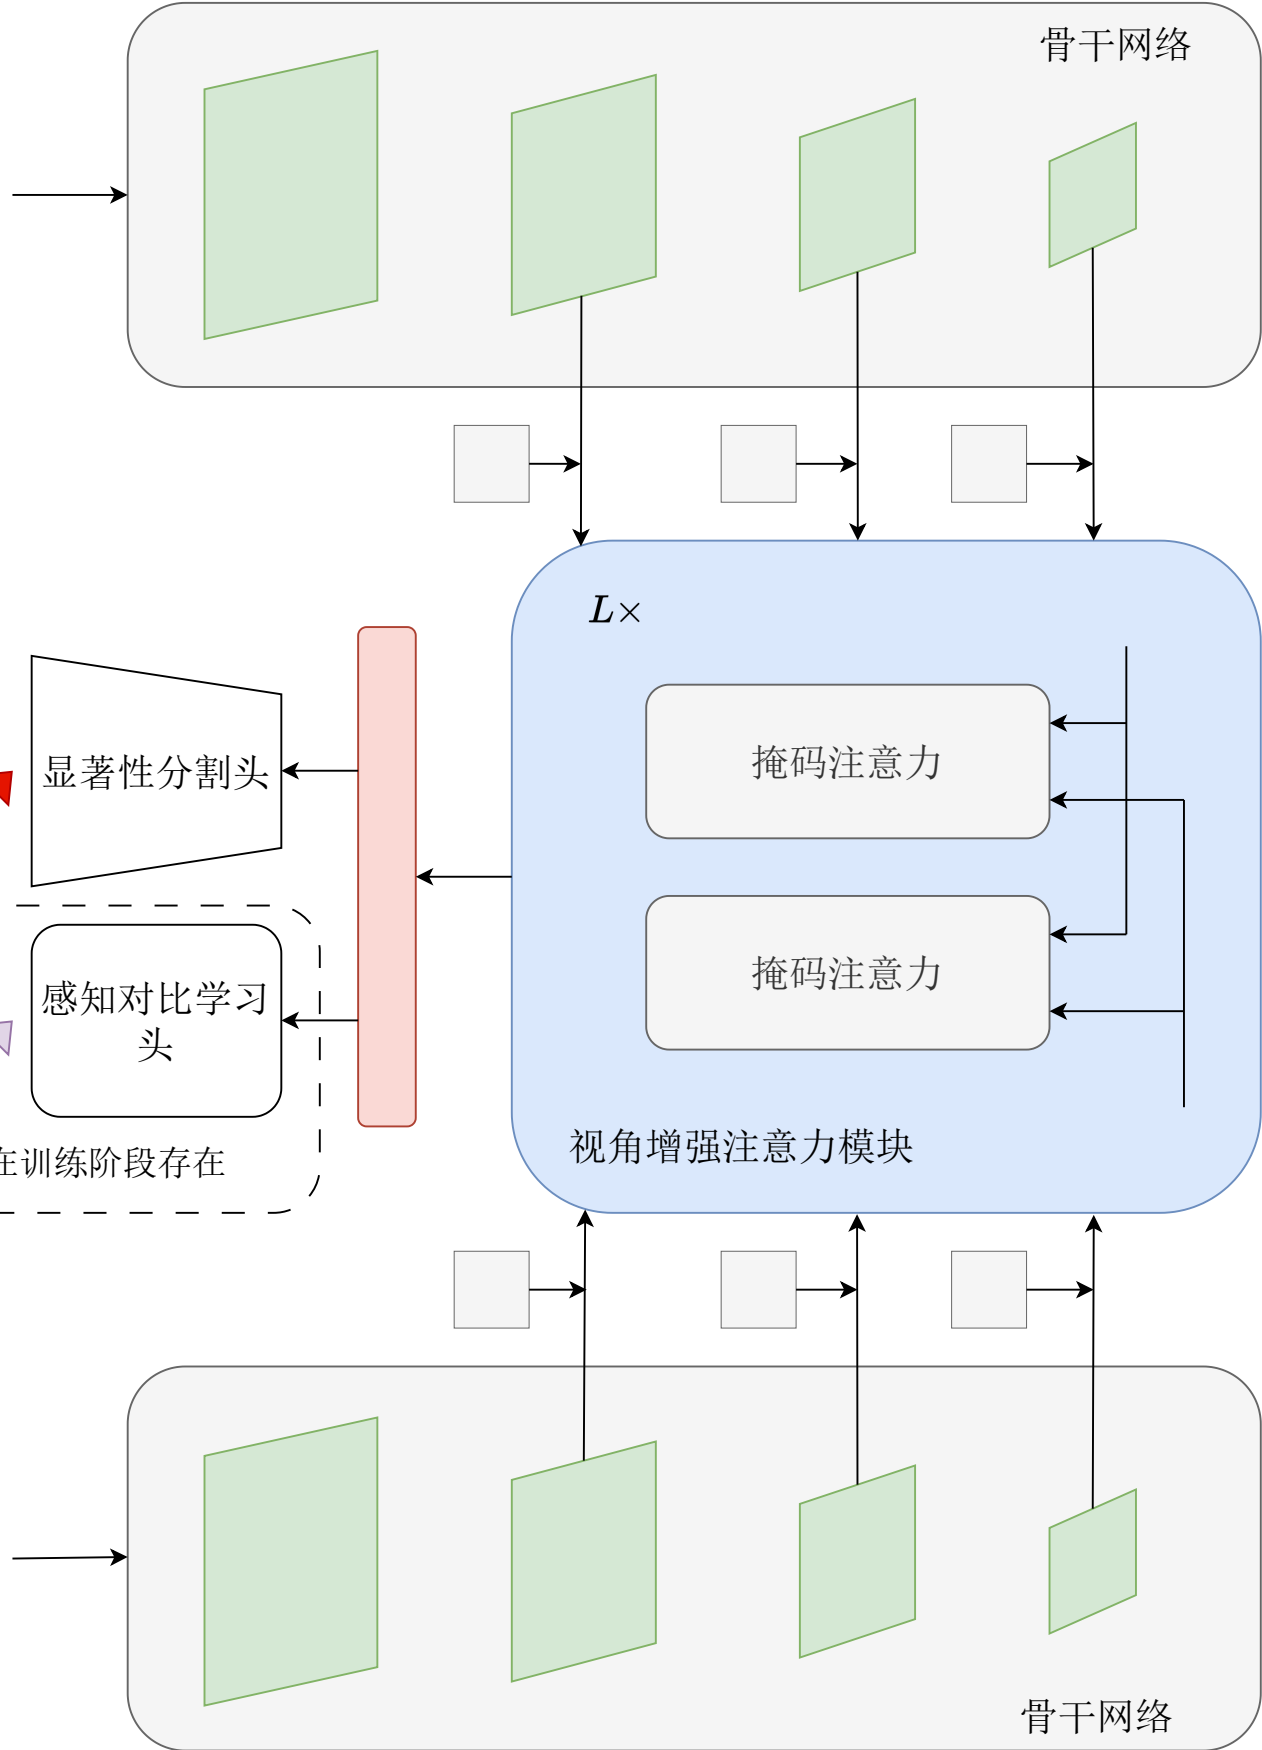 骨干网络
L×
掩码注意力
显著性分割头
掩码注意力
感知对比学习
头
视角增强注意力模块
在训练阶段存在
骨干网络